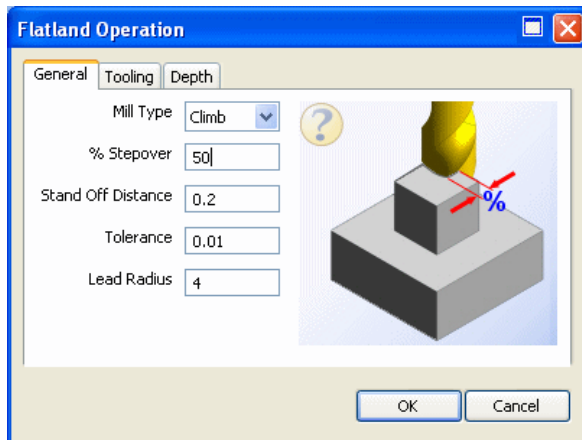 Flatland Operation
General Tooling Depth
Mill Type Climb
% Stepover 50
Stand Off Distance 0.2
Tolerance 0.01
Lead Radius 4
?
%
OK Cancel